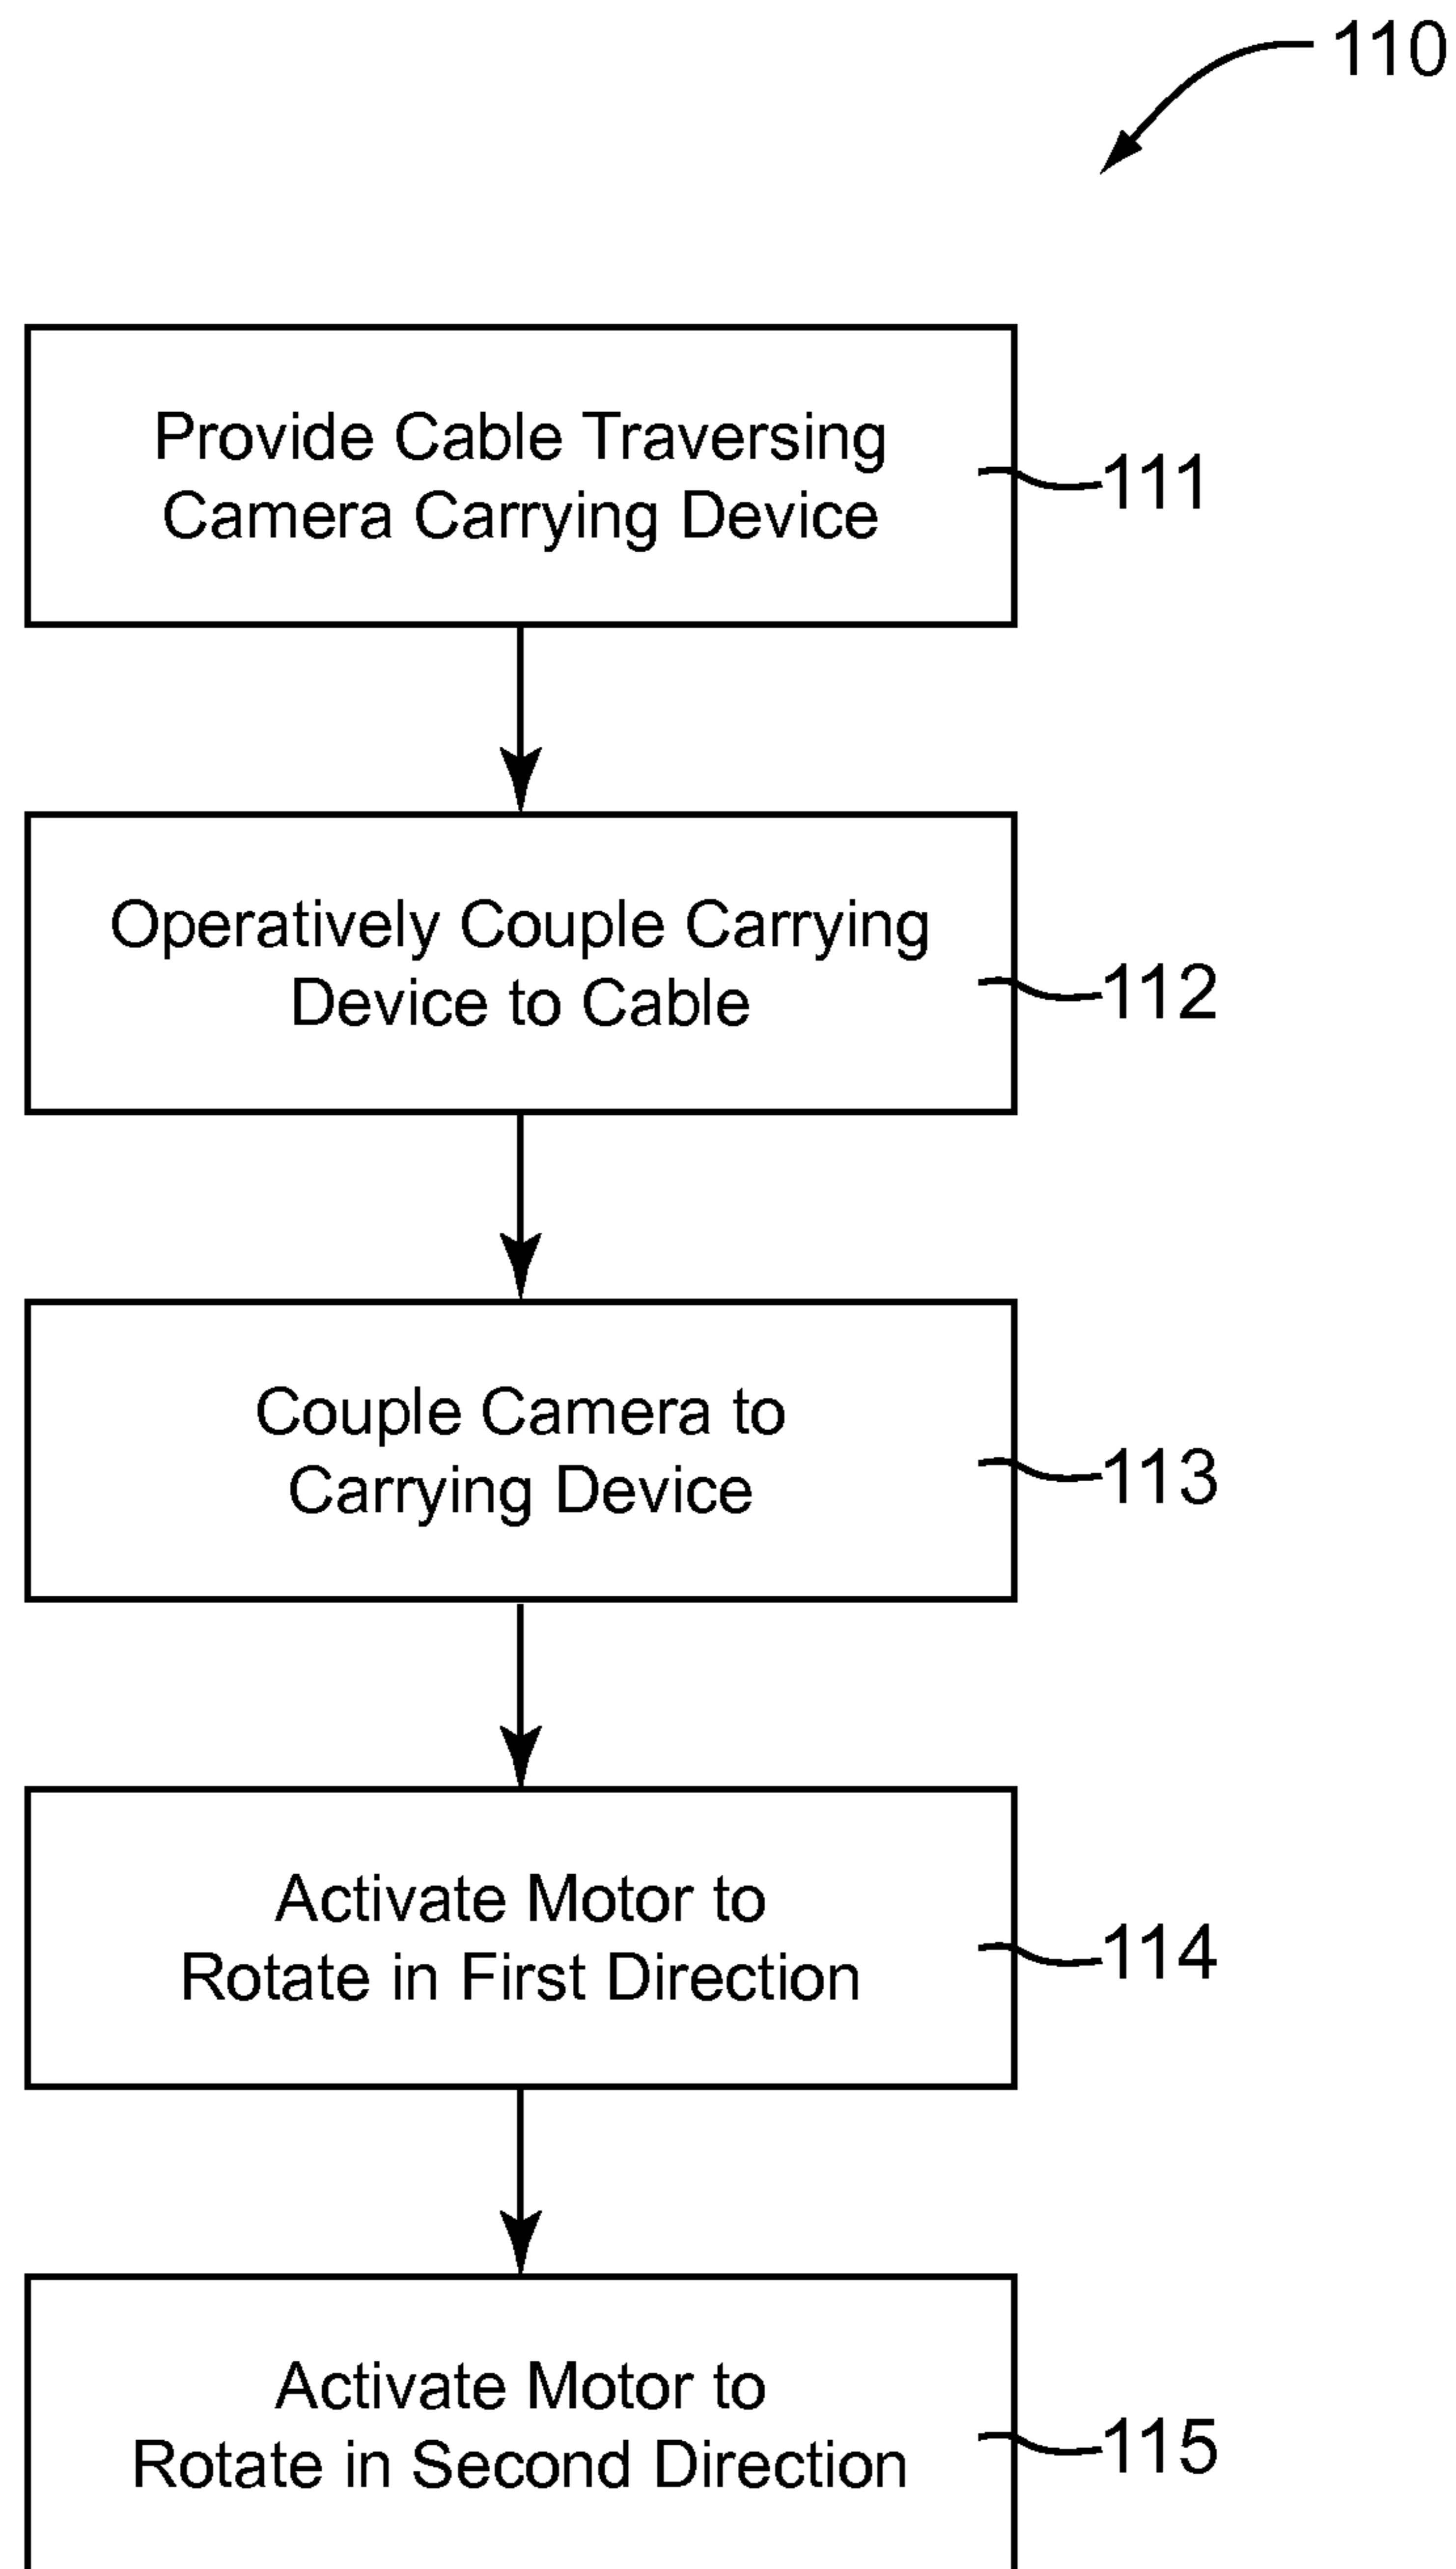 110
Provide Cable Traversing
Camera Carrying Device
111
Operatively Couple Carrying
Device to Cable
112
Couple Camera to
Carrying Device
113
Activate Motor to
Rotate in First Direction
114
Activate Motor to
Rotate in Second Direction
115